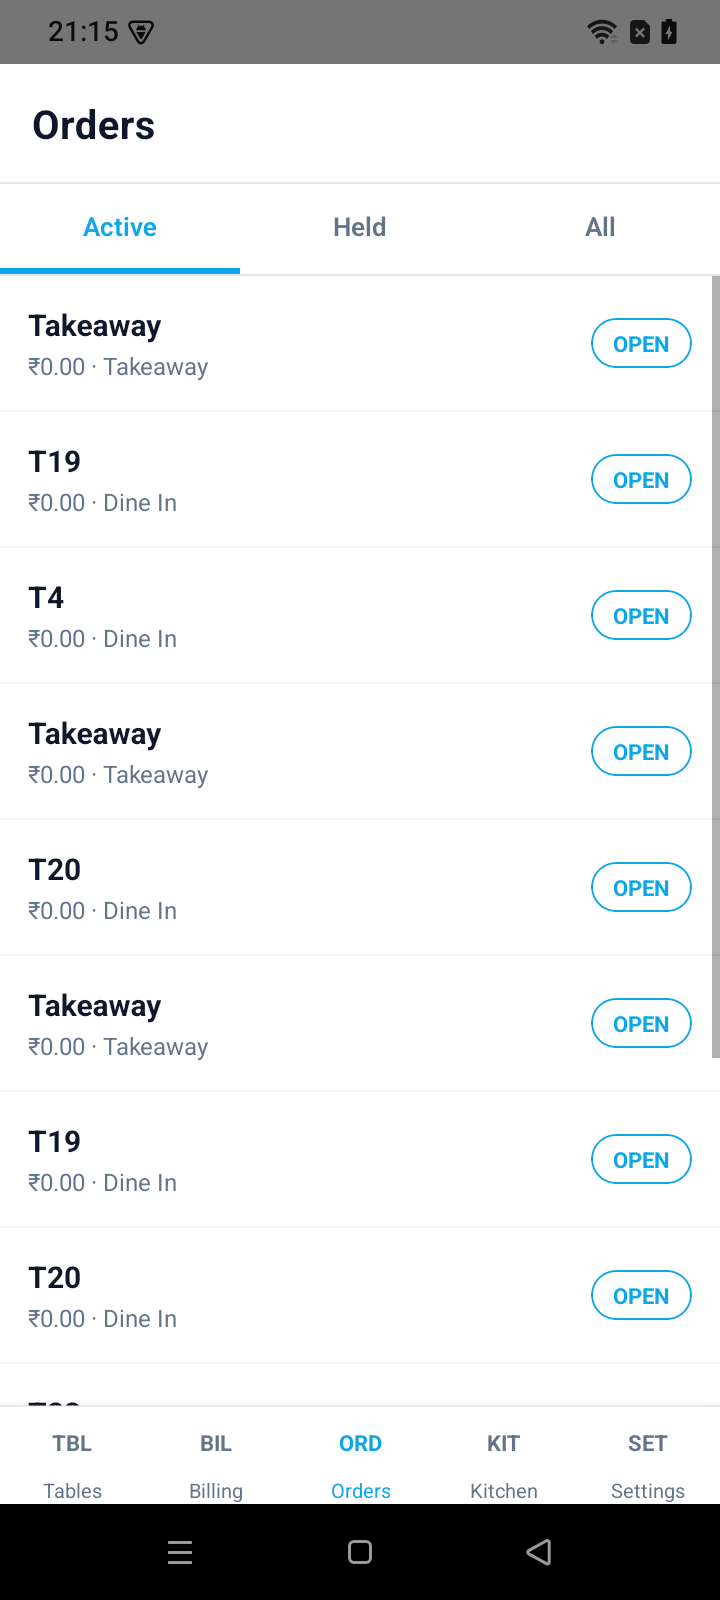 21:15
Orders
Active Held All
Takeaway
₹0.00 · Takeaway
OPEN
T19
₹0.00 · Dine In
OPEN
T4
₹0.00 · Dine In
OPEN
Takeaway
₹0.00 · Takeaway
OPEN
T20
₹0.00 · Dine In
OPEN
Takeaway
₹0.00 · Takeaway
OPEN
T19
₹0.00 · Dine In
OPEN
T20
₹0.00 · Dine In
OPEN
TBL BIL ORD KIT SET
Tables Billing Orders Kitchen Settings